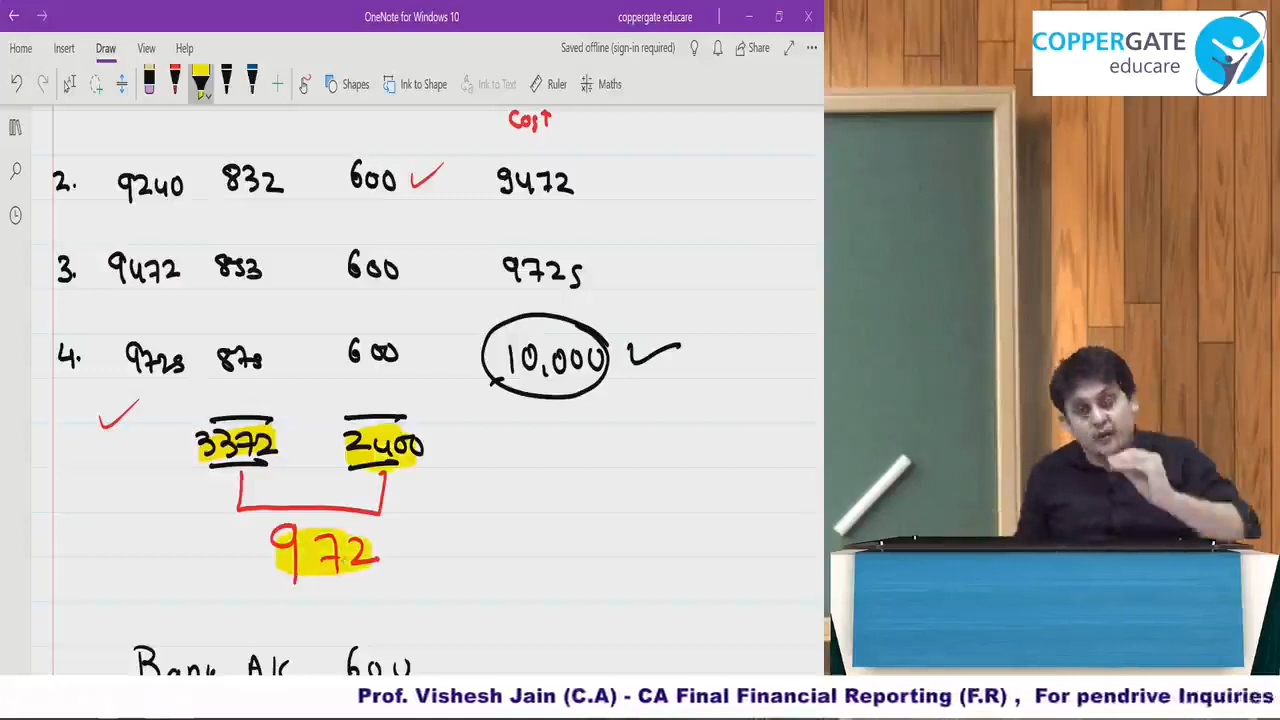 OneNote for Windows 10
coppergate educare
Home Insert Draw View Help
Saved offline (sign-in required)
Share
Shapes Ink to Shape Ink to Text Ruler Maths
COPPERGATE
educare
Cost
2. 9240 832 600 9472
3. 9472 853 600 9725
4. 9725 875 600 10,000
3372 2400
972
Bank A/c 600
Prof. Vishesh Jain (C.A) - CA Final Financial Reporting (F.R) , For pendrive Inquiries